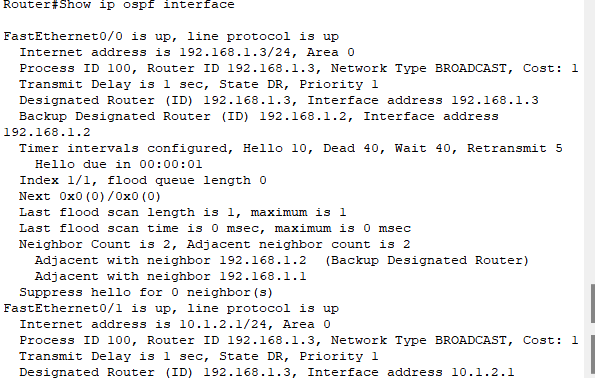 Router#Show ip ospf interface

FastEthernet0/0 is up, line protocol is up
  Internet address is 192.168.1.3/24, Area 0
  Process ID 100, Router ID 192.168.1.3, Network Type BROADCAST, Cost: 1
  Transmit Delay is 1 sec, State DR, Priority 1
  Designated Router (ID) 192.168.1.3, Interface address 192.168.1.3
  Backup Designated Router (ID) 192.168.1.2, Interface address
192.168.1.2
  Timer intervals configured, Hello 10, Dead 40, Wait 40, Retransmit 5
    Hello due in 00:00:01
  Index 1/1, flood queue length 0
  Next 0x0(0)/0x0(0)
  Last flood scan length is 1, maximum is 1
  Last flood scan time is 0 msec, maximum is 0 msec
  Neighbor Count is 2, Adjacent neighbor count is 2
    Adjacent with neighbor 192.168.1.2  (Backup Designated Router)
    Adjacent with neighbor 192.168.1.1
  Suppress hello for 0 neighbor(s)
FastEthernet0/1 is up, line protocol is up
  Internet address is 10.1.2.1/24, Area 0
  Process ID 100, Router ID 192.168.1.3, Network Type BROADCAST, Cost: 1
  Transmit Delay is 1 sec, State DR, Priority 1
  Designated Router (ID) 192.168.1.3, Interface address 10.1.2.1